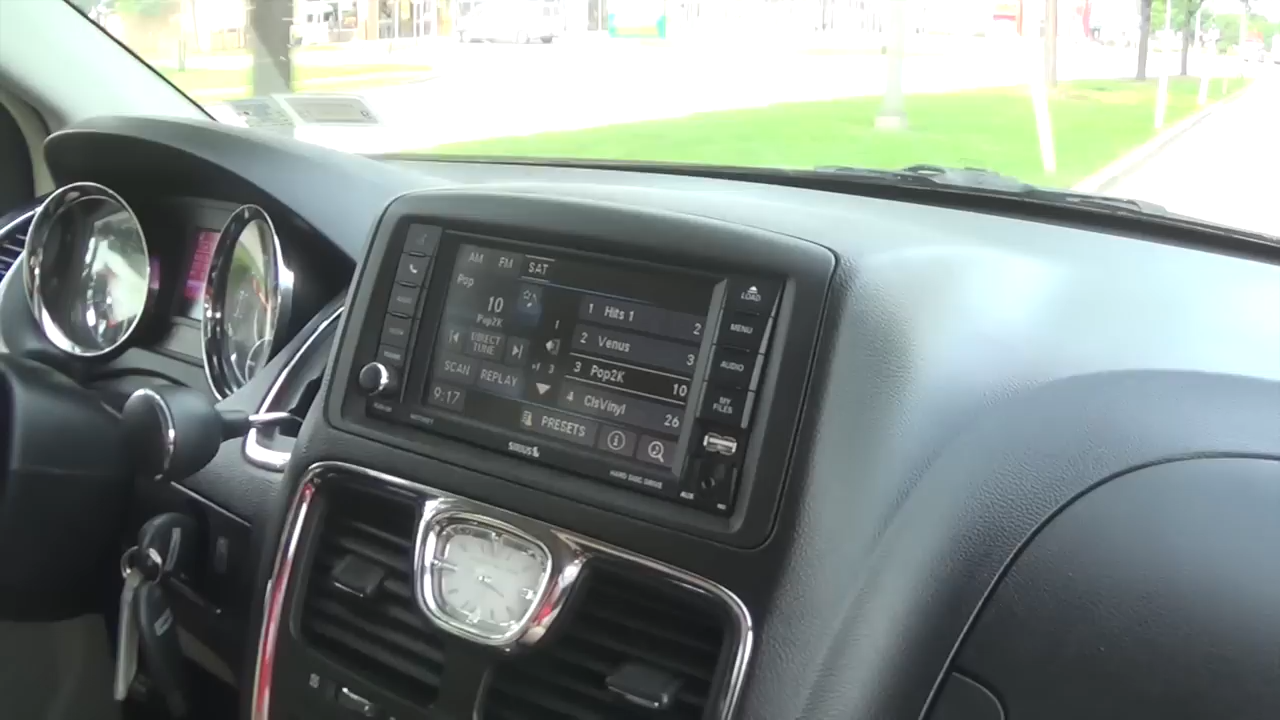 AM FM SAT
Pop
10
Pop2K
DIRECT
TUNE
SCAN REPLAY
9:17
1 Hits 1 2
2 Venus 3
3 Pop2K 10
4 ClsVinyl 26
PRESETS
SIRIUS
HARD DISC DRIVE
LOAD
MENU
AUDIO
MY
FILES
AUX